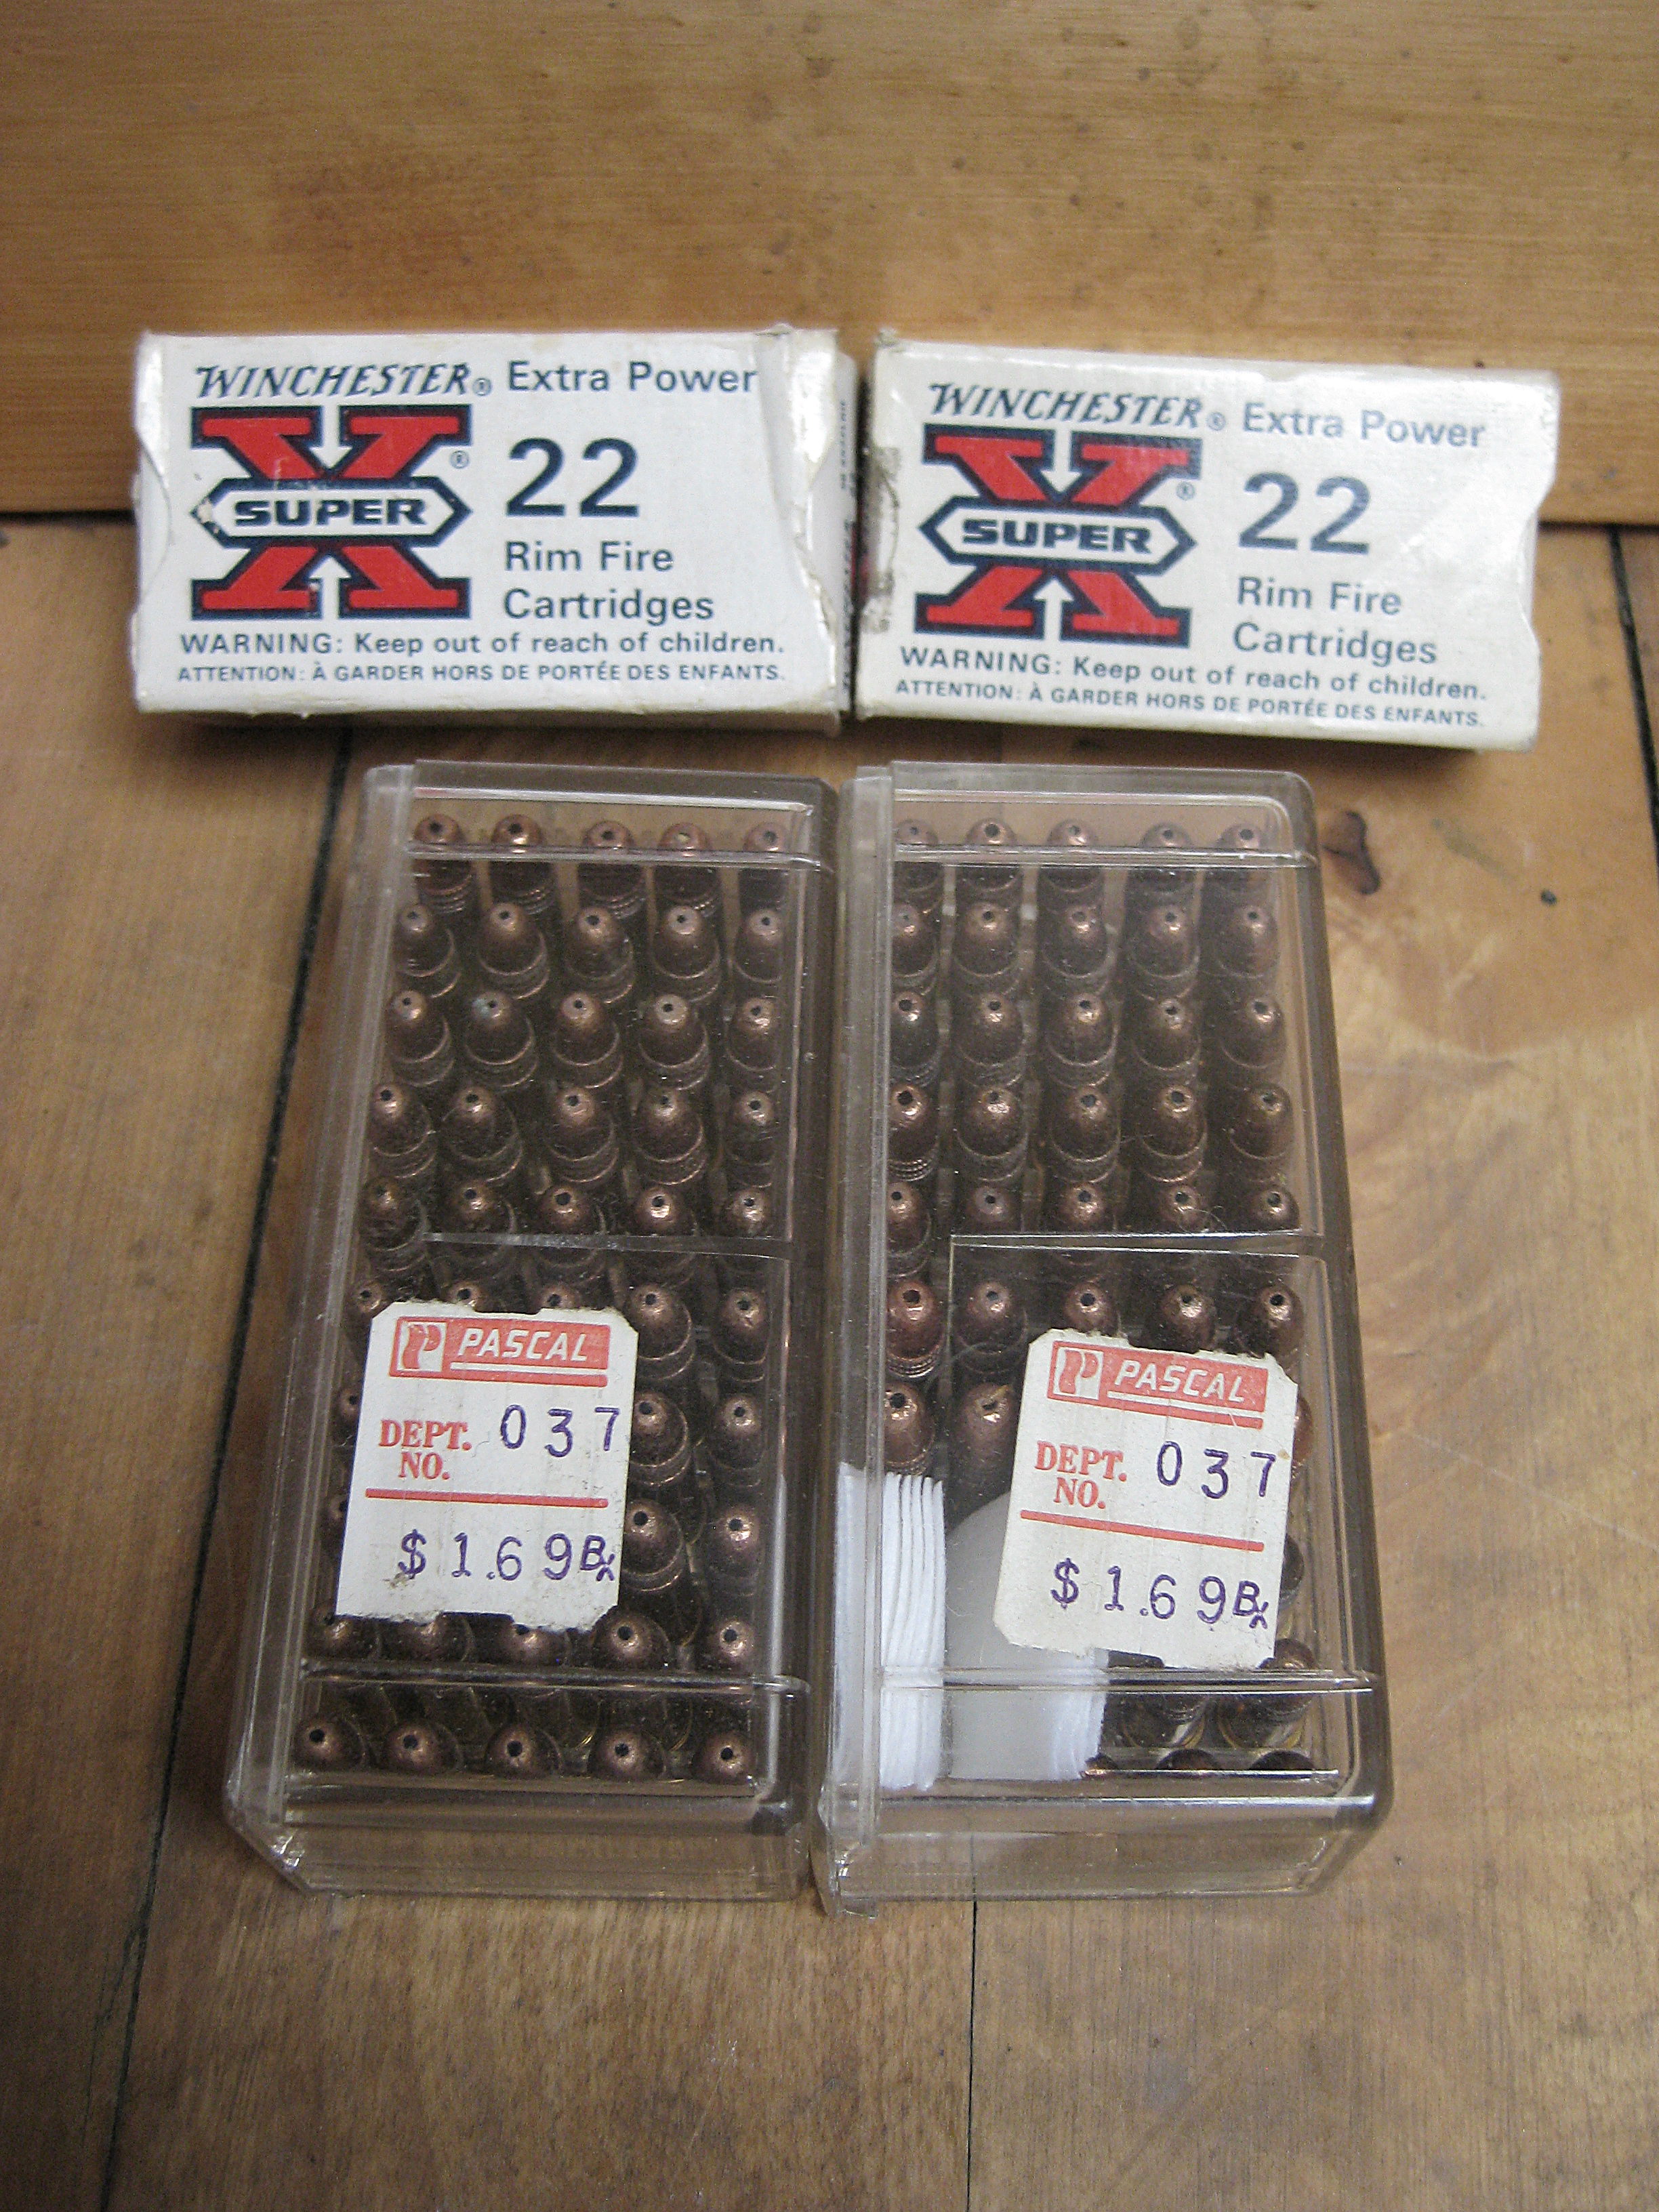 WINCHESTER® Extra Power
SUPER X®
22
Rim Fire
Cartridges
WARNING: Keep out of reach of children.
ATTENTION: À GARDER HORS DE PORTÉE DES ENFANTS.
WINCHESTER® Extra Power
SUPER X®
22
Rim Fire
Cartridges
WARNING: Keep out of reach of children.
ATTENTION: À GARDER HORS DE PORTÉE DES ENFANTS.
P PASCAL
DEPT. NO. 037
$1.69 Bx
P PASCAL
DEPT. NO. 037
$1.69 Bx